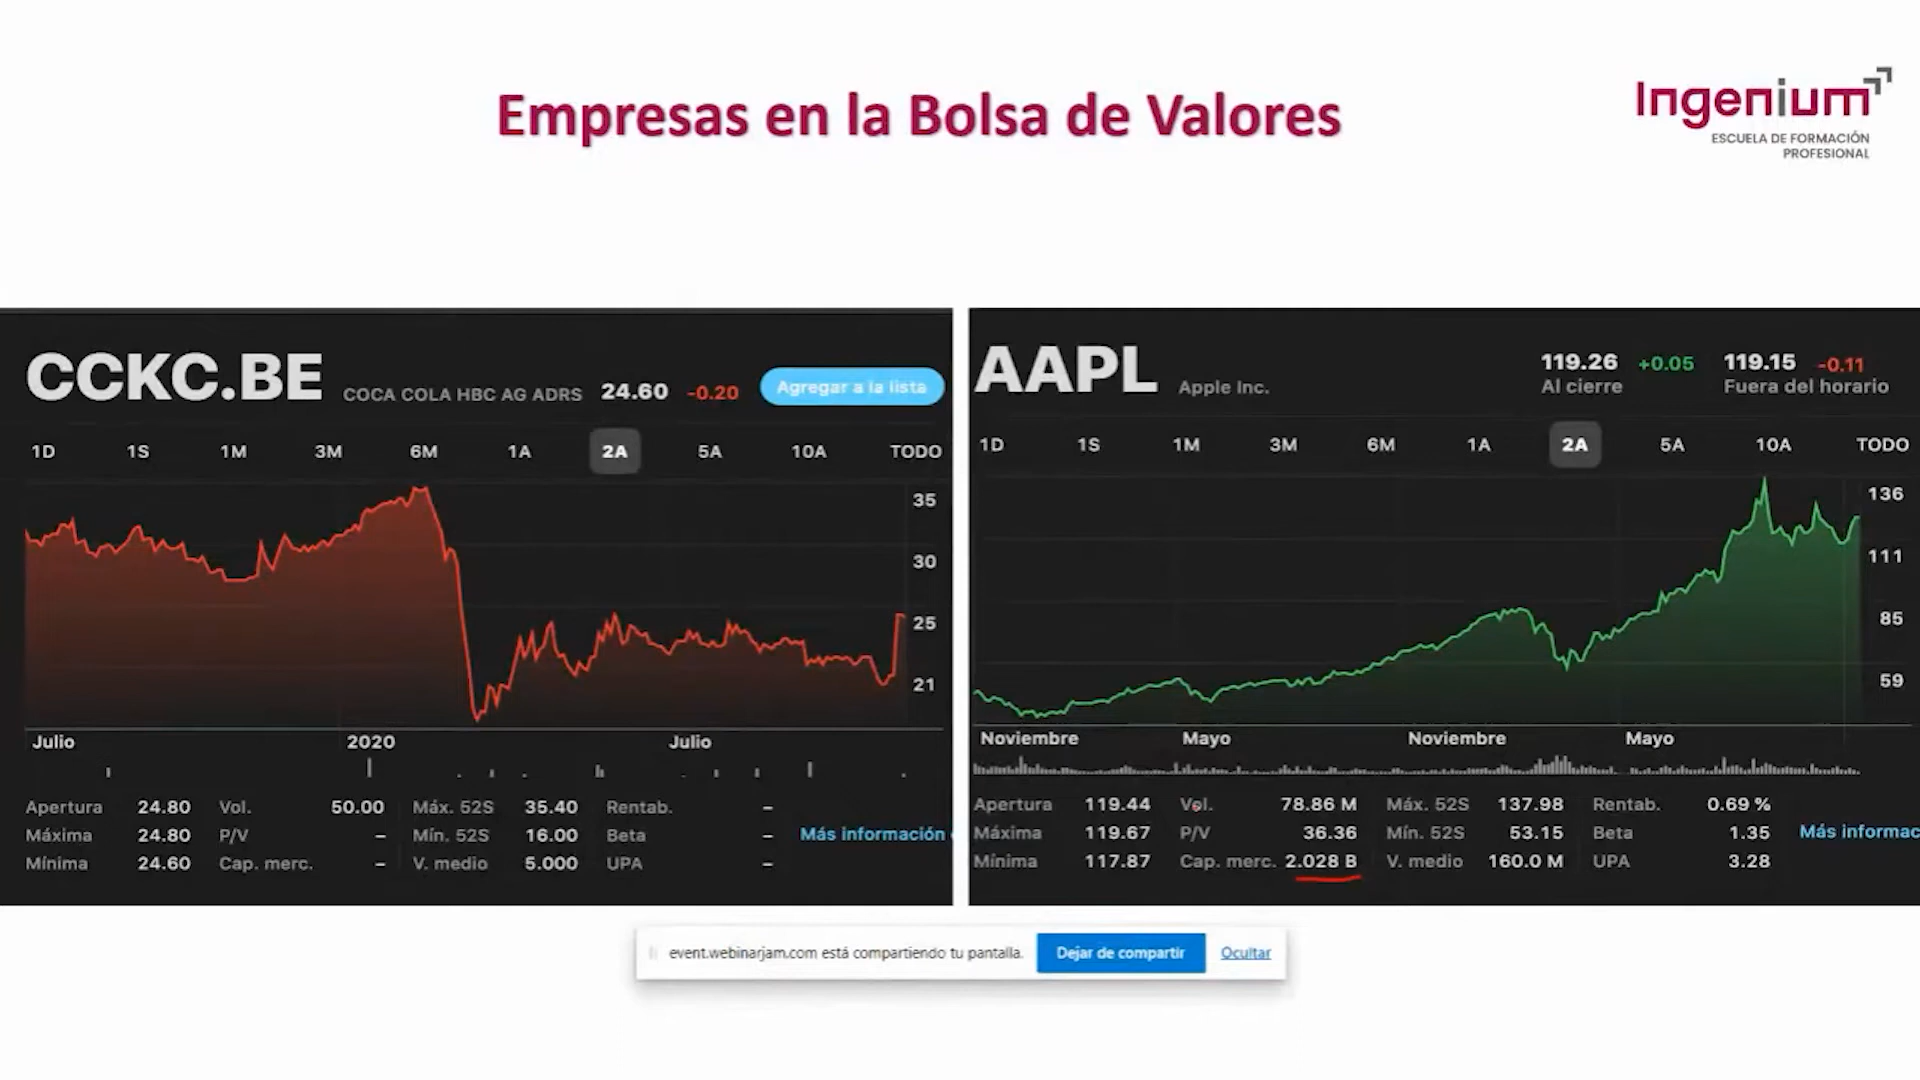 Empresas en la Bolsa de Valores
Ingenium
ESCUELA DE FORMACIÓN
PROFESIONAL
CCKC.BE COCA COLA HBC AG ADRS 24.60 -0.20 Agregar a la lista
1D 1S 1M 3M 6M 1A 2A 5A 10A TODO
35
30
25
21
Julio 2020 Julio
Apertura 24.80 Vol. 50.00 Máx. 52S 35.40 Rentab. –
Máxima 24.80 P/V – Mín. 52S 16.00 Beta – Más información
Mínima 24.60 Cap. merc. – V. medio 5.000 UPA –
AAPL Apple Inc. 119.26 +0.05 119.15 -0.11
Al cierre Fuera del horario
1D 1S 1M 3M 6M 1A 2A 5A 10A TODO
136
111
85
59
Noviembre Mayo Noviembre Mayo
Apertura 119.44 Vol. 78.86 M Máx. 52S 137.98 Rentab. 0.69 %
Máxima 119.67 P/V 36.36 Mín. 52S 53.15 Beta 1.35 Más informac
Mínima 117.87 Cap. merc. 2.028 B V. medio 160.0 M UPA 3.28
event.webinarjam.com está compartiendo tu pantalla. Dejar de compartir Ocultar